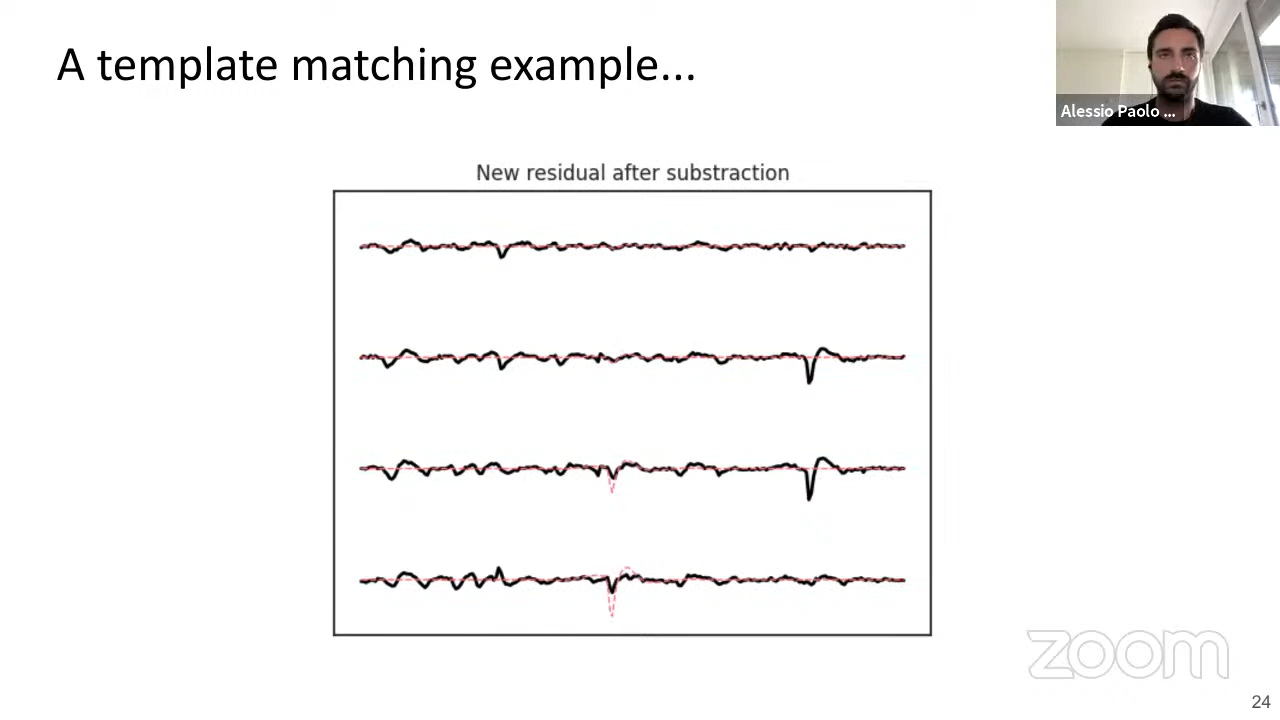 A template matching example...
Alessio Paolo ...
New residual after substraction
zoom
24